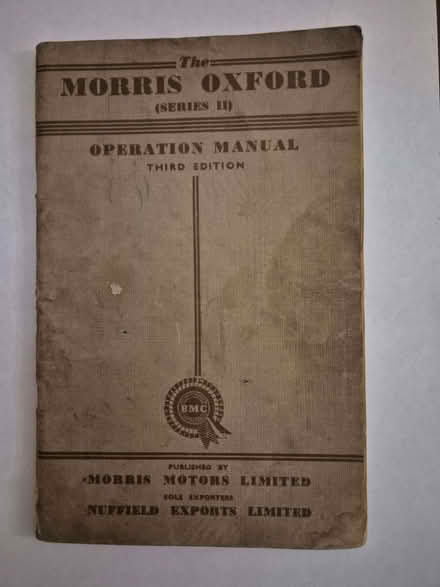 The
MORRIS OXFORD
(SERIES II)
OPERATION MANUAL
THIRD EDITION
BMC
PUBLISHED BY
MORRIS MOTORS LIMITED
SOLE EXPORTERS
NUFFIELD EXPORTS LIMITED